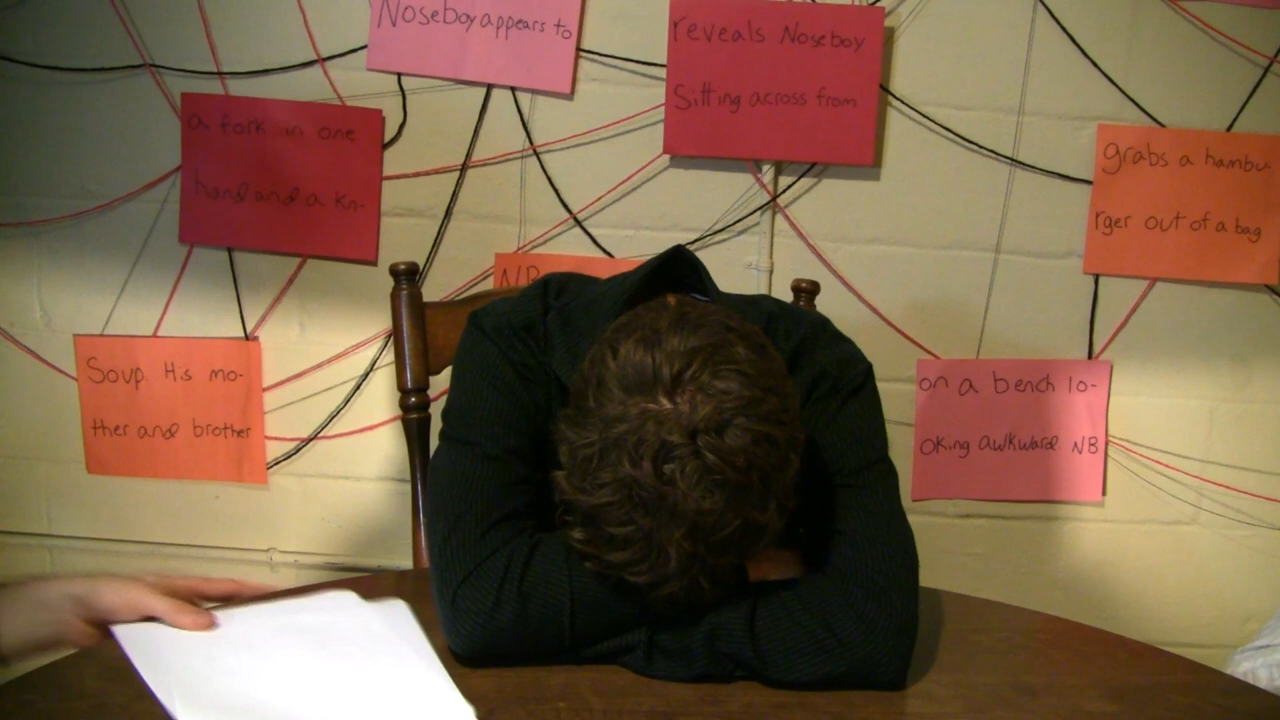 Noseboy appears to
reveals Noseboy
Sitting across from
a fork in one
hand and a kn-
grabs a hambu-
rger out of a bag
NB
Soup. His mo-
ther and brother
on a bench lo-
oking awkward. NB